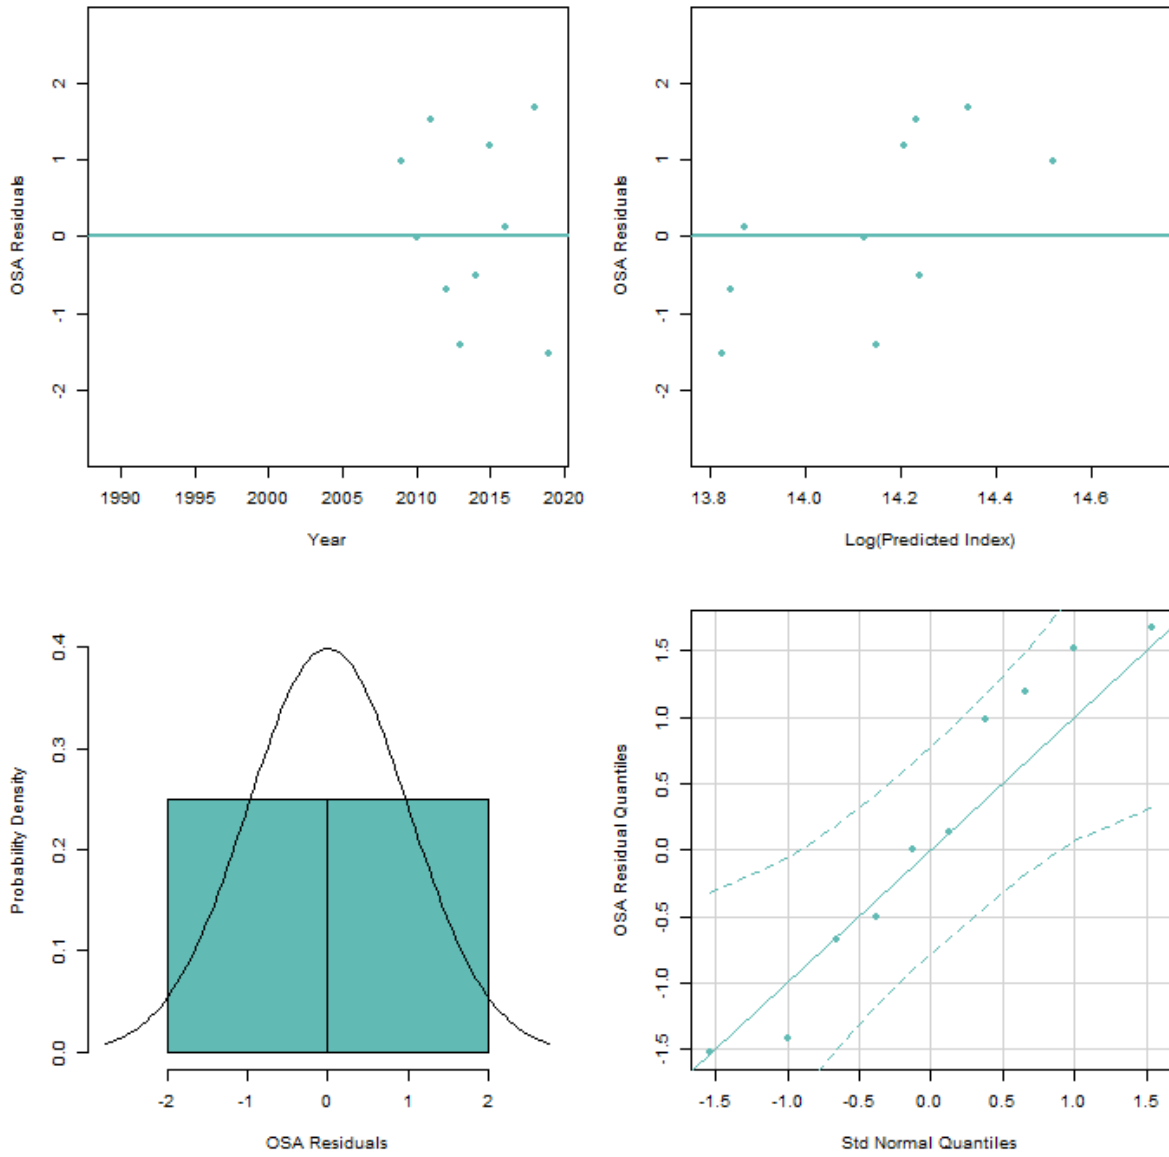 OSA Residuals
2
1
0
-1
-2
1990 1995 2000 2005 2010 2015 2020
Year
OSA Residuals
2
1
0
-1
-2
13.8 14.0 14.2 14.4 14.6
Log(Predicted Index)
Probability Density
0.4
0.3
0.2
0.1
0.0
-2 -1 0 1 2
OSA Residuals
OSA Residual Quantiles
1.5
1.0
0.5
0.0
-0.5
-1.0
-1.5
-1.5 -1.0 -0.5 0.0 0.5 1.0 1.5
Std Normal Quantiles